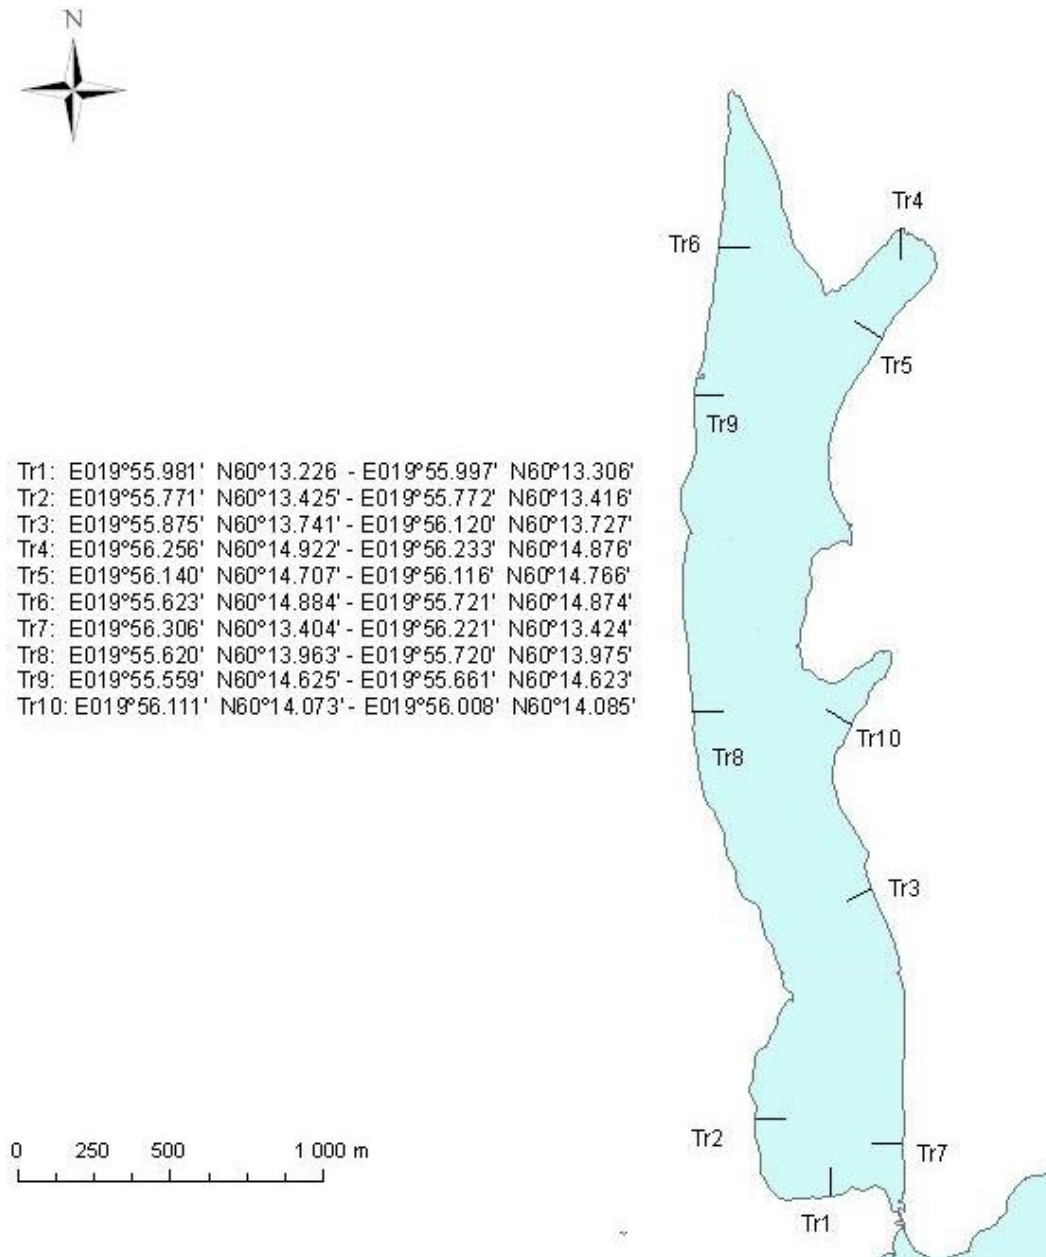 N
Tr4
Tr6
Tr5
Tr9
Tr1: E019°55.981' N60°13.226 - E019°55.997' N60°13.306'
Tr2: E019°55.771' N60°13.425' - E019°55.772' N60°13.416'
Tr3: E019°55.875' N60°13.741' - E019°56.120' N60°13.727'
Tr4: E019°56.256' N60°14.922' - E019°56.233' N60°14.876'
Tr5: E019°56.140' N60°14.707' - E019°56.116' N60°14.766'
Tr6: E019°55.623' N60°14.884' - E019°55.721' N60°14.874'
Tr7: E019°56.306' N60°13.404' - E019°56.221' N60°13.424'
Tr8: E019°55.620' N60°13.963' - E019°55.720' N60°13.975'
Tr9: E019°55.559' N60°14.625' - E019°55.661' N60°14.623'
Tr10: E019°56.111' N60°14.073' - E019°56.008' N60°14.085'
Tr10
Tr8
Tr3
Tr2
Tr7
Tr1
0 250 500 1 000 m